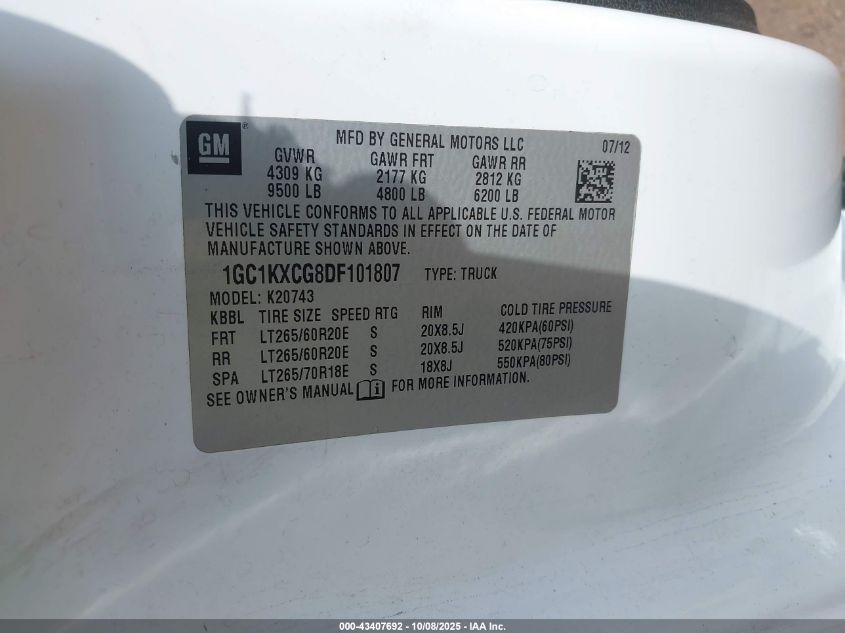 GM ®
MFD BY GENERAL MOTORS LLC 07/12
GVWR GAWR FRT GAWR RR
4309 KG 2177 KG 2812 KG
9500 LB 4800 LB 6200 LB
THIS VEHICLE CONFORMS TO ALL APPLICABLE U.S. FEDERAL MOTOR
VEHICLE SAFETY STANDARDS IN EFFECT ON THE DATE OF
MANUFACTURE SHOWN ABOVE.
1GC1KXCG8DF101807 TYPE: TRUCK
MODEL: K20743
KBBL TIRE SIZE SPEED RTG RIM COLD TIRE PRESSURE
FRT LT265/60R20E S 20X8.5J 420KPA(60PSI)
RR LT265/60R20E S 20X8.5J 520KPA(75PSI)
SPA LT265/70R18E S 18X8J 550KPA(80PSI)
SEE OWNER'S MANUAL FOR MORE INFORMATION.
000-43407692 - 10/08/2025 - IAA Inc.